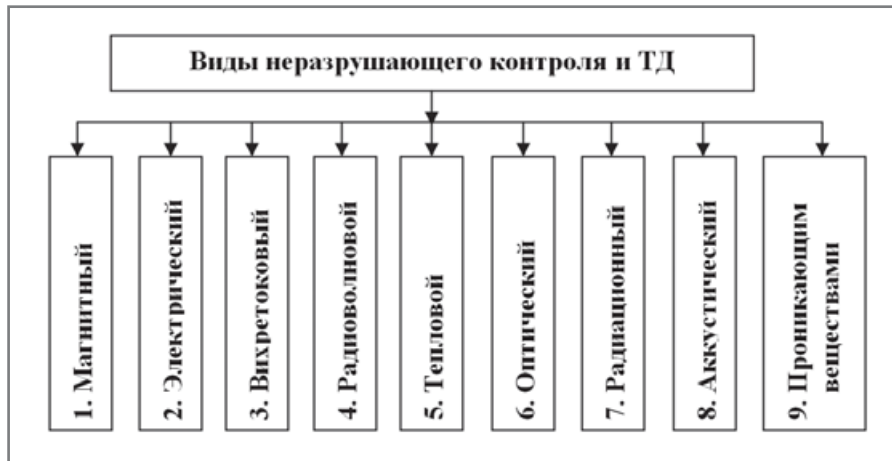 Виды неразрушающего контроля и ТД
1. Магнитный
2. Электрический
3. Вихретоковый
4. Радиоволновой
5. Тепловой
6. Оптический
7. Радиационный
8. Аккустический
9. Проникающим
веществами